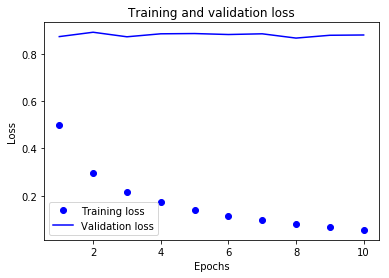 Training and validation loss
Loss
0.8
0.6
0.4
0.2
Training loss
Validation loss
2
4
6
8
10
Epochs